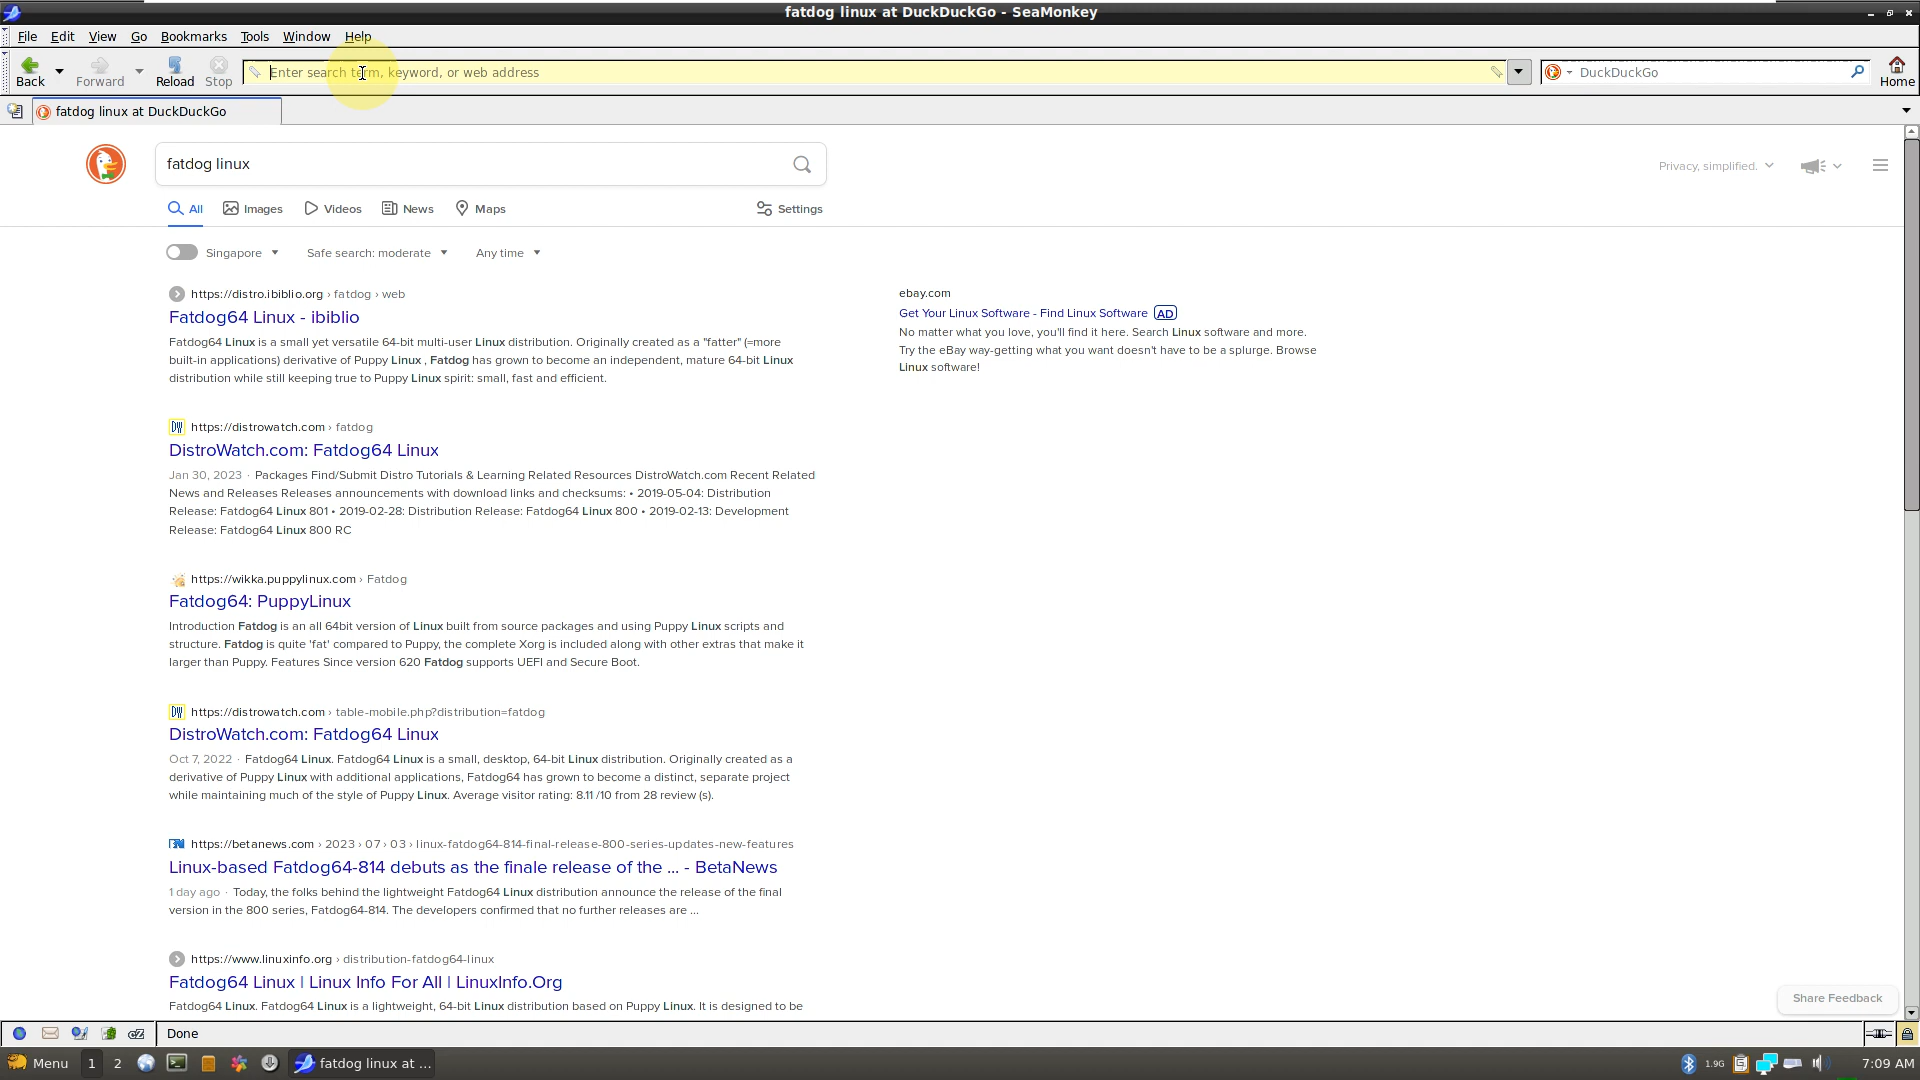 fatdog linux at DuckDuckGo - SeaMonkey
File Edit View Go Bookmarks Tools Window Help
Back Forward Reload Stop Enter search term, keyword, or web address DuckDuckGo Home
fatdog linux at DuckDuckGo
fatdog linux
Privacy, simplified.
All Images Videos News Maps Settings
Singapore Safe search: moderate Any time
https://distro.ibiblio.org › fatdog › web
Fatdog64 Linux - ibiblio
Fatdog64 Linux is a small yet versatile 64-bit multi-user Linux distribution. Originally created as a "fatter" (=more
built-in applications) derivative of Puppy Linux , Fatdog has grown to become an independent, mature 64-bit Linux
distribution while still keeping true to Puppy Linux spirit: small, fast and efficient.
ebay.com
Get Your Linux Software - Find Linux Software AD
No matter what you love, you'll find it here. Search Linux software and more.
Try the eBay way-getting what you want doesn't have to be a splurge. Browse
Linux software!
DW https://distrowatch.com › fatdog
DistroWatch.com: Fatdog64 Linux
Jan 30, 2023 · Packages Find/Submit Distro Tutorials & Learning Related Resources DistroWatch.com Recent Related
News and Releases Releases announcements with download links and checksums: • 2019-05-04: Distribution
Release: Fatdog64 Linux 801 • 2019-02-28: Distribution Release: Fatdog64 Linux 800 • 2019-02-13: Development
Release: Fatdog64 Linux 800 RC
https://wikka.puppylinux.com › Fatdog
Fatdog64: PuppyLinux
Introduction Fatdog is an all 64bit version of Linux built from source packages and using Puppy Linux scripts and
structure. Fatdog is quite 'fat' compared to Puppy, the complete Xorg is included along with other extras that make it
larger than Puppy. Features Since version 620 Fatdog supports UEFI and Secure Boot.
DW https://distrowatch.com › table-mobile.php?distribution=fatdog
DistroWatch.com: Fatdog64 Linux
Oct 7, 2022 · Fatdog64 Linux. Fatdog64 Linux is a small, desktop, 64-bit Linux distribution. Originally created as a
derivative of Puppy Linux with additional applications, Fatdog64 has grown to become a distinct, separate project
while maintaining much of the style of Puppy Linux. Average visitor rating: 8.11 /10 from 28 review (s).
https://betanews.com › 2023 › 07 › 03 › linux-fatdog64-814-final-release-800-series-updates-new-features
Linux-based Fatdog64-814 debuts as the finale release of the ... - BetaNews
1 day ago · Today, the folks behind the lightweight Fatdog64 Linux distribution announce the release of the final
version in the 800 series, Fatdog64-814. The developers confirmed that no further releases are ...
https://www.linuxinfo.org › distribution-fatdog64-linux
Fatdog64 Linux | Linux Info For All | LinuxInfo.Org
Fatdog64 Linux. Fatdog64 Linux is a lightweight, 64-bit Linux distribution based on Puppy Linux. It is designed to be
Share Feedback
Done
Menu 1 2 fatdog linux at ... 1.9G 7:09 AM